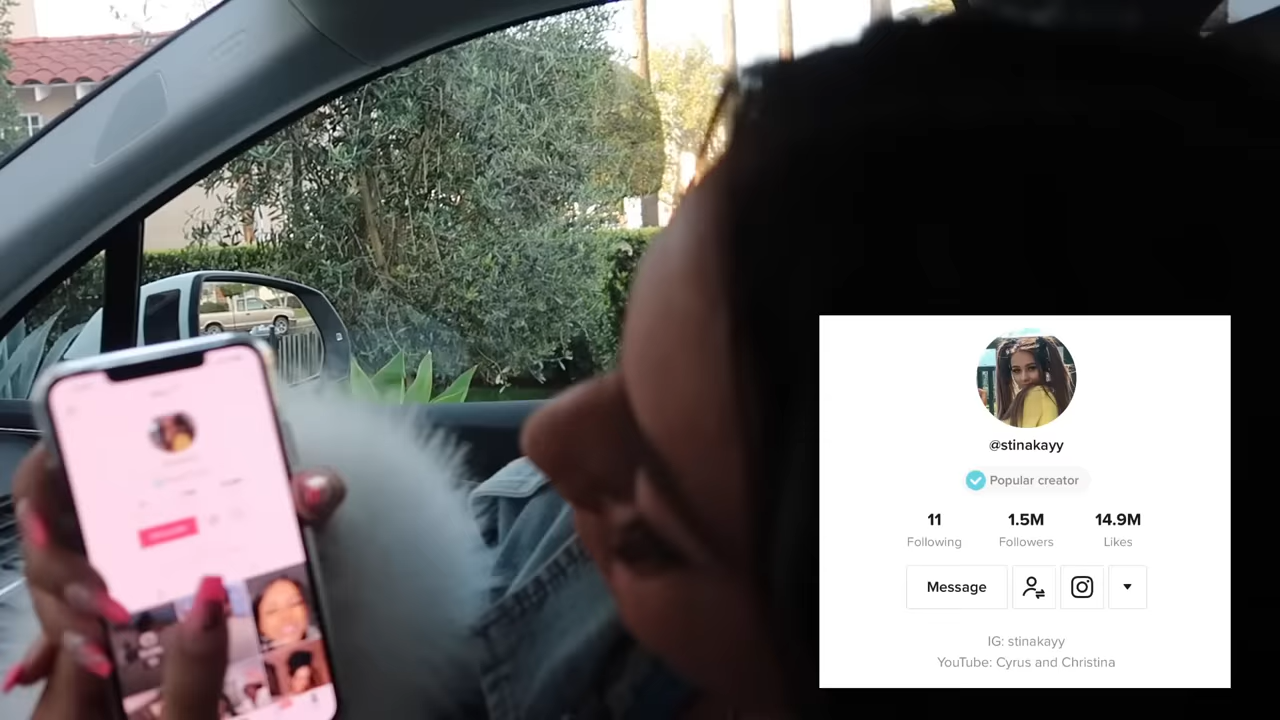 @stinakayy
Popular creator
11 1.5M 14.9M
Following Followers Likes
Message
IG: stinakayy
YouTube: Cyrus and Christina